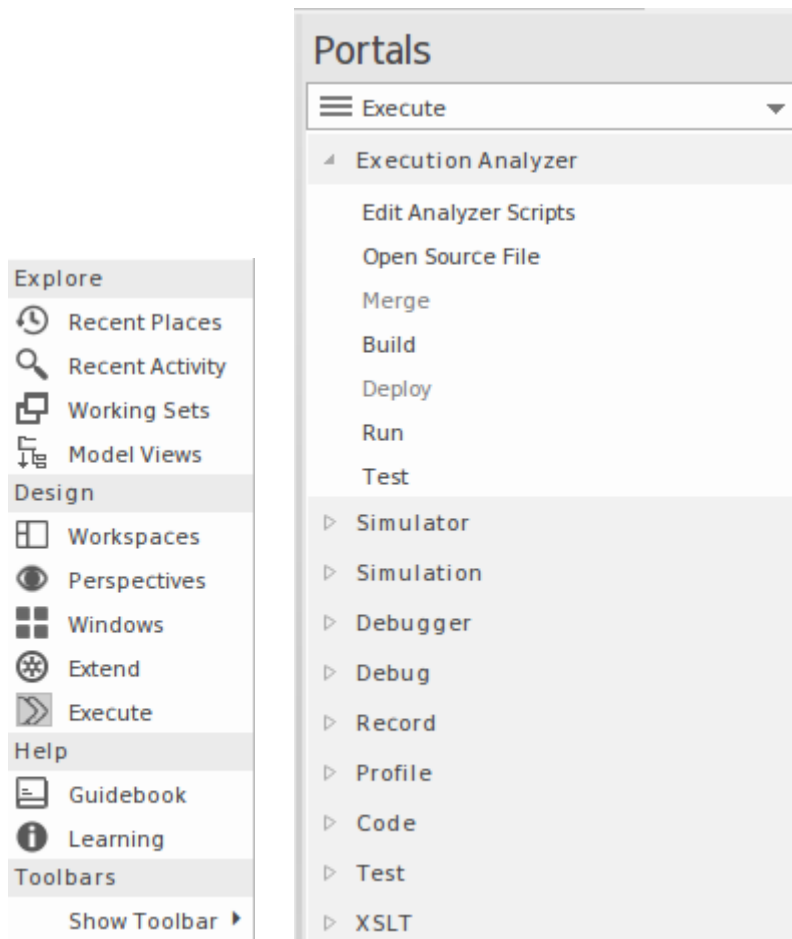 Explore
Recent Places
Recent Activity
Working Sets
Model Views
Design
Workspaces
Perspectives
Windows
Extend
Execute
Help
Guidebook
Learning
Toolbars
Show Toolbar
Portals
Execute
Execution Analyzer
Edit Analyzer Scripts
Open Source File
Merge
Build
Deploy
Run
Test
Simulator
Simulation
Debugger
Debug
Record
Profile
Code
Test
XSLT